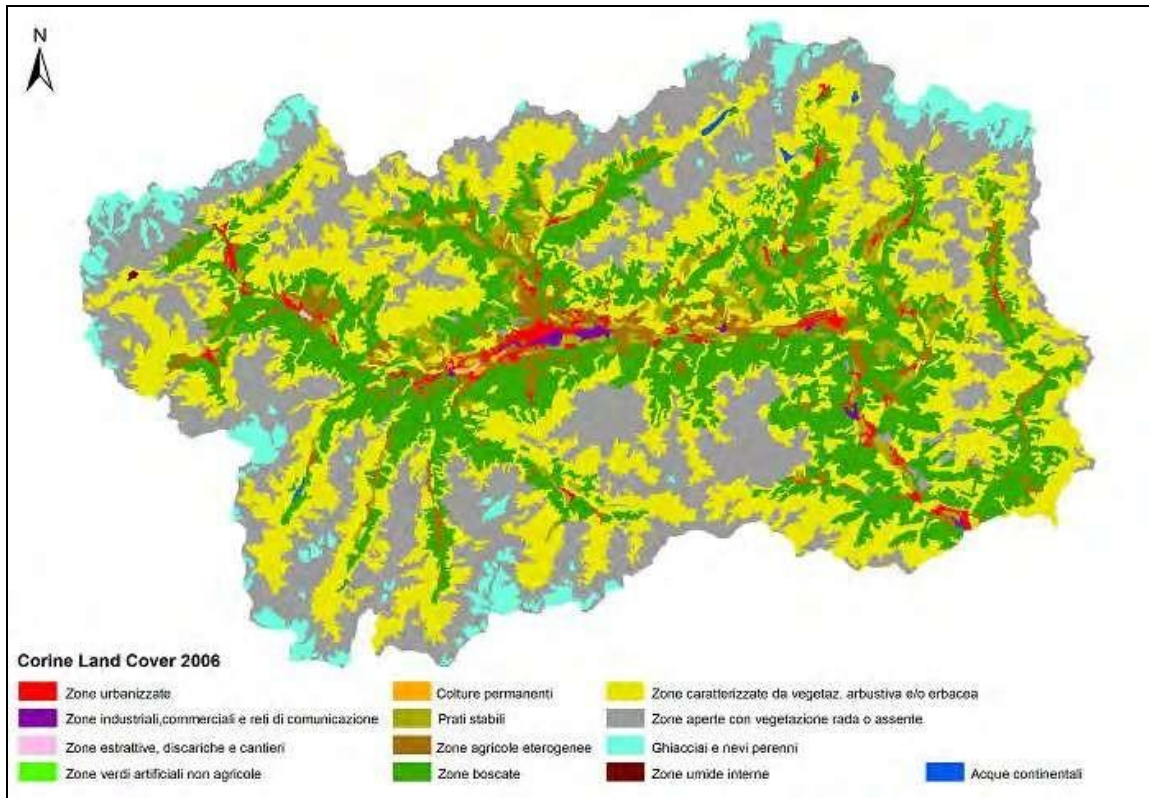 N
Corine Land Cover 2006
Zone urbanizzate
Zone industriali,commerciali e reti di comunicazione
Zone estrattive, discariche e cantieri
Zone verdi artificiali non agricole
Colture permanenti
Prati stabili
Zone agricole eterogenee
Zone boscate
Zone caratterizzate da vegetaz. arbustiva e/o erbacea
Zone aperte con vegetazione rada o assente
Ghiacciai e nevi perenni
Zone umide interne
Acque continentali